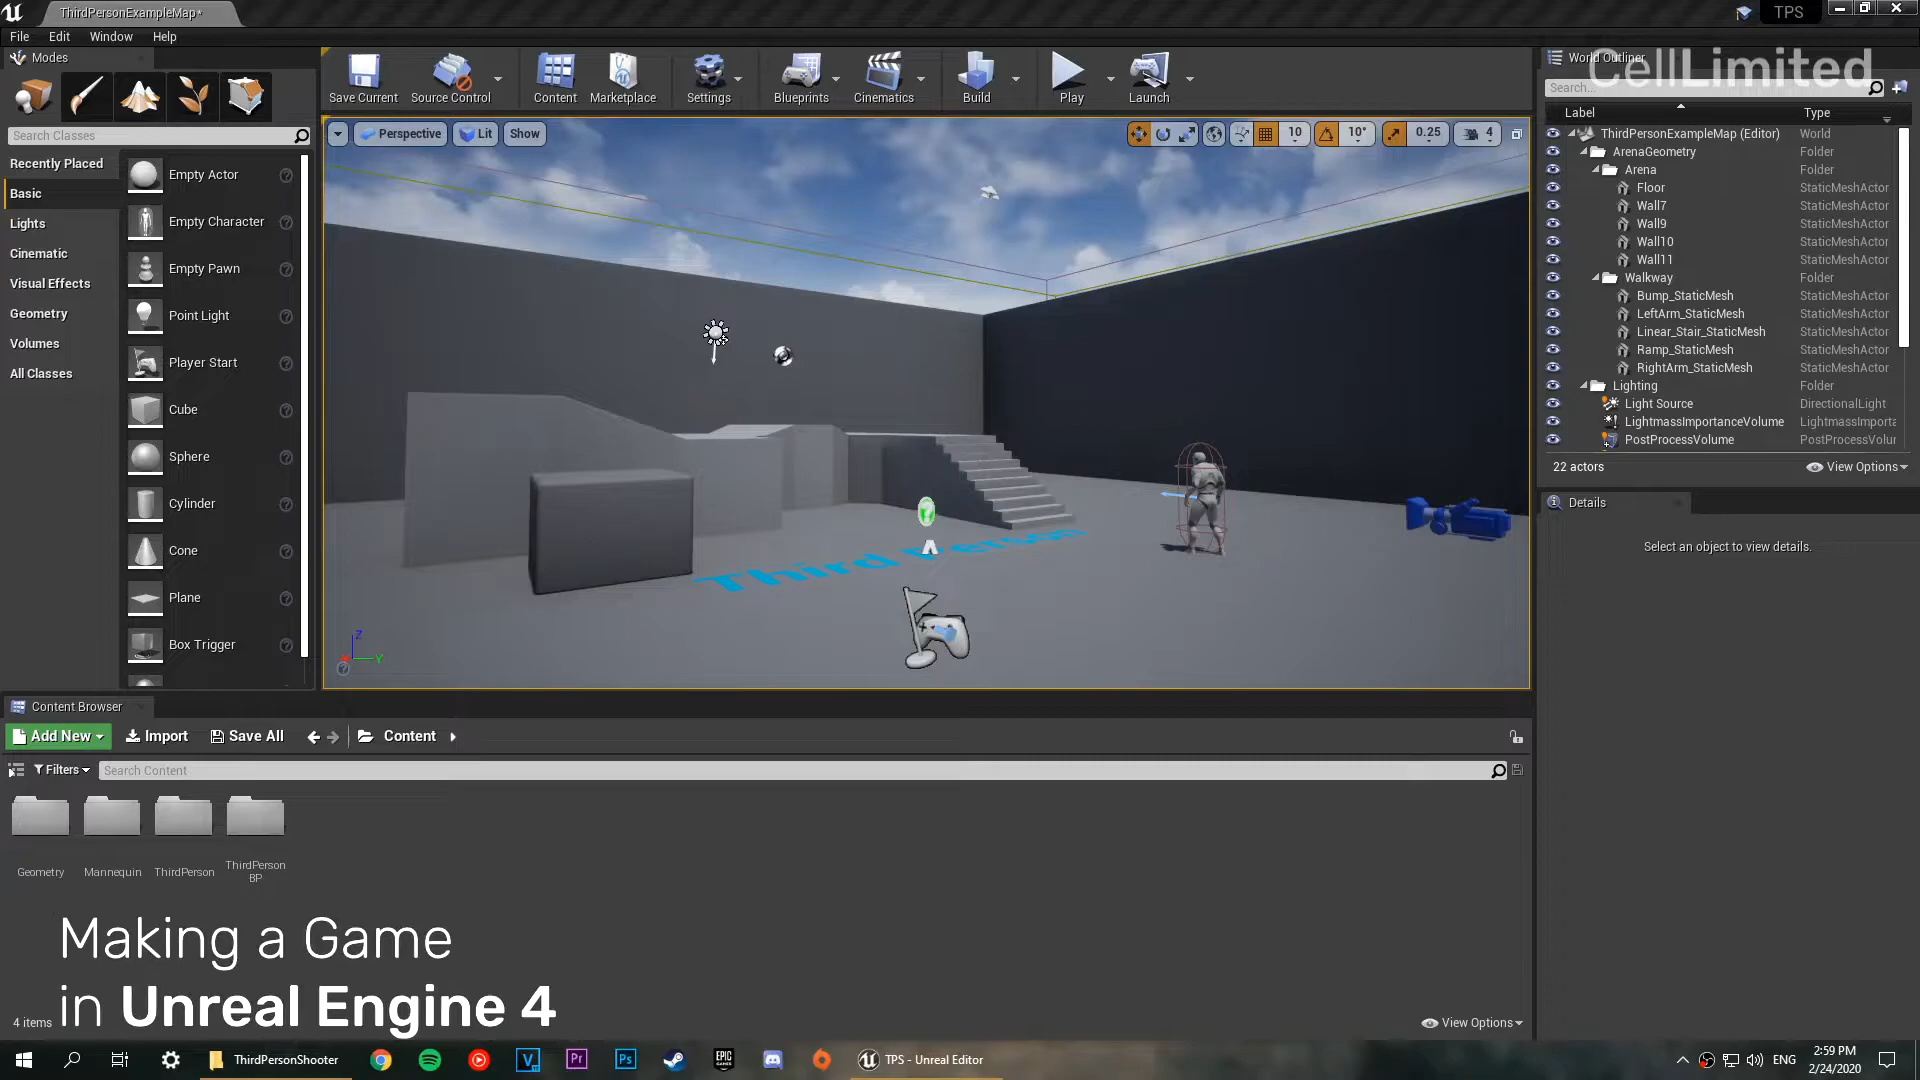 ThirdPersonExampleMap*
TPS
File Edit Window Help
Modes
World Outliner
CellLimited
Save Current
Source Control
Content
Marketplace
Settings
Blueprints
Cinematics
Build
Play
Launch
Search...
Search Classes
Perspective
Lit
Show
10
10°
0.25
4
Label
Type
Recently Placed
Basic
Lights
Cinematic
Visual Effects
Geometry
Volumes
All Classes
Empty Actor
Empty Character
Empty Pawn
Point Light
Player Start
Cube
Sphere
Cylinder
Cone
Plane
Box Trigger
Third Person
Z
Y
ThirdPersonExampleMap (Editor) World
ArenaGeometry Folder
Arena Folder
Floor StaticMeshActor
Wall7 StaticMeshActor
Wall9 StaticMeshActor
Wall10 StaticMeshActor
Wall11 StaticMeshActor
Walkway Folder
Bump_StaticMesh StaticMeshActor
LeftArm_StaticMesh StaticMeshActor
Linear_Stair_StaticMesh StaticMeshActor
Ramp_StaticMesh StaticMeshActor
RightArm_StaticMesh StaticMeshActor
Lighting Folder
Light Source DirectionalLight
LightmassImportanceVolume LightmassImporta
PostProcessVolume PostProcessVolur
22 actors
View Options
Details
Select an object to view details.
Content Browser
Add New
Import
Save All
Content
Filters
Search Content
Geometry
Mannequin
ThirdPerson
ThirdPerson
BP
Making a Game
in Unreal Engine 4
4 items
View Options
ThirdPersonShooter
TPS - Unreal Editor
ENG
2:59 PM
2/24/2020